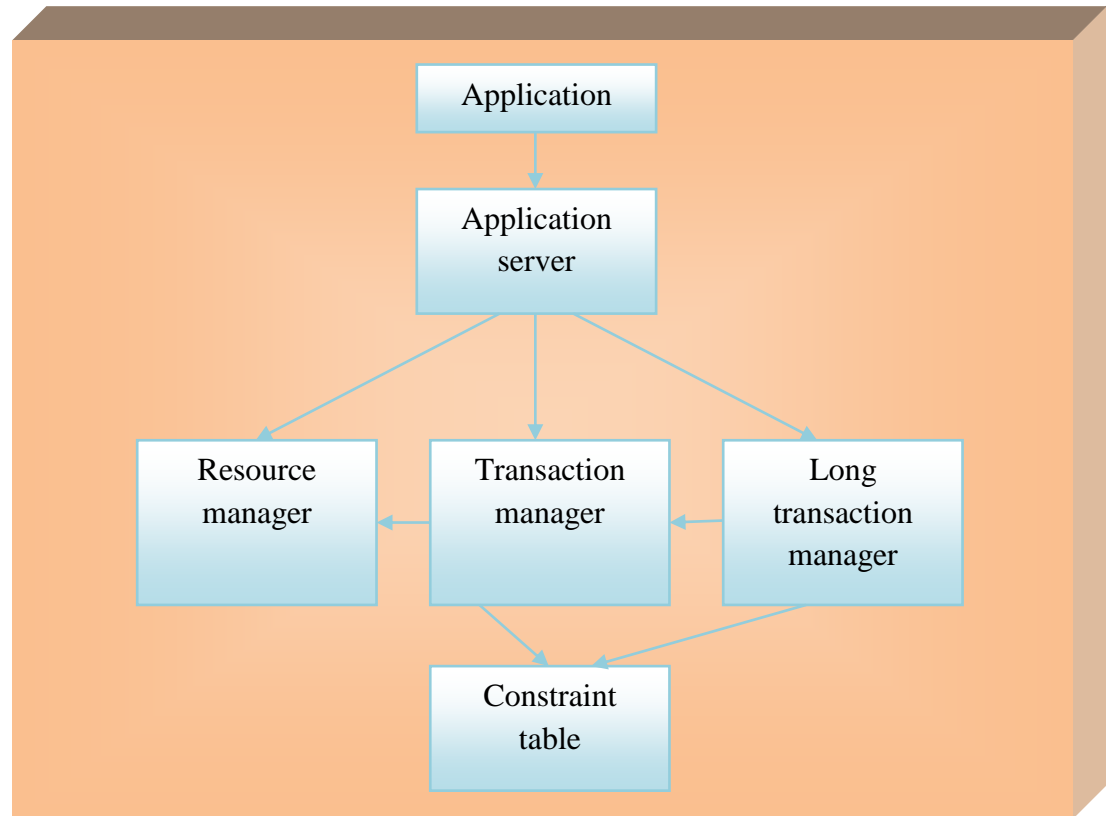 Application
Application
server
Resource
manager
Transaction
manager
Long
transaction
manager
Constraint
table